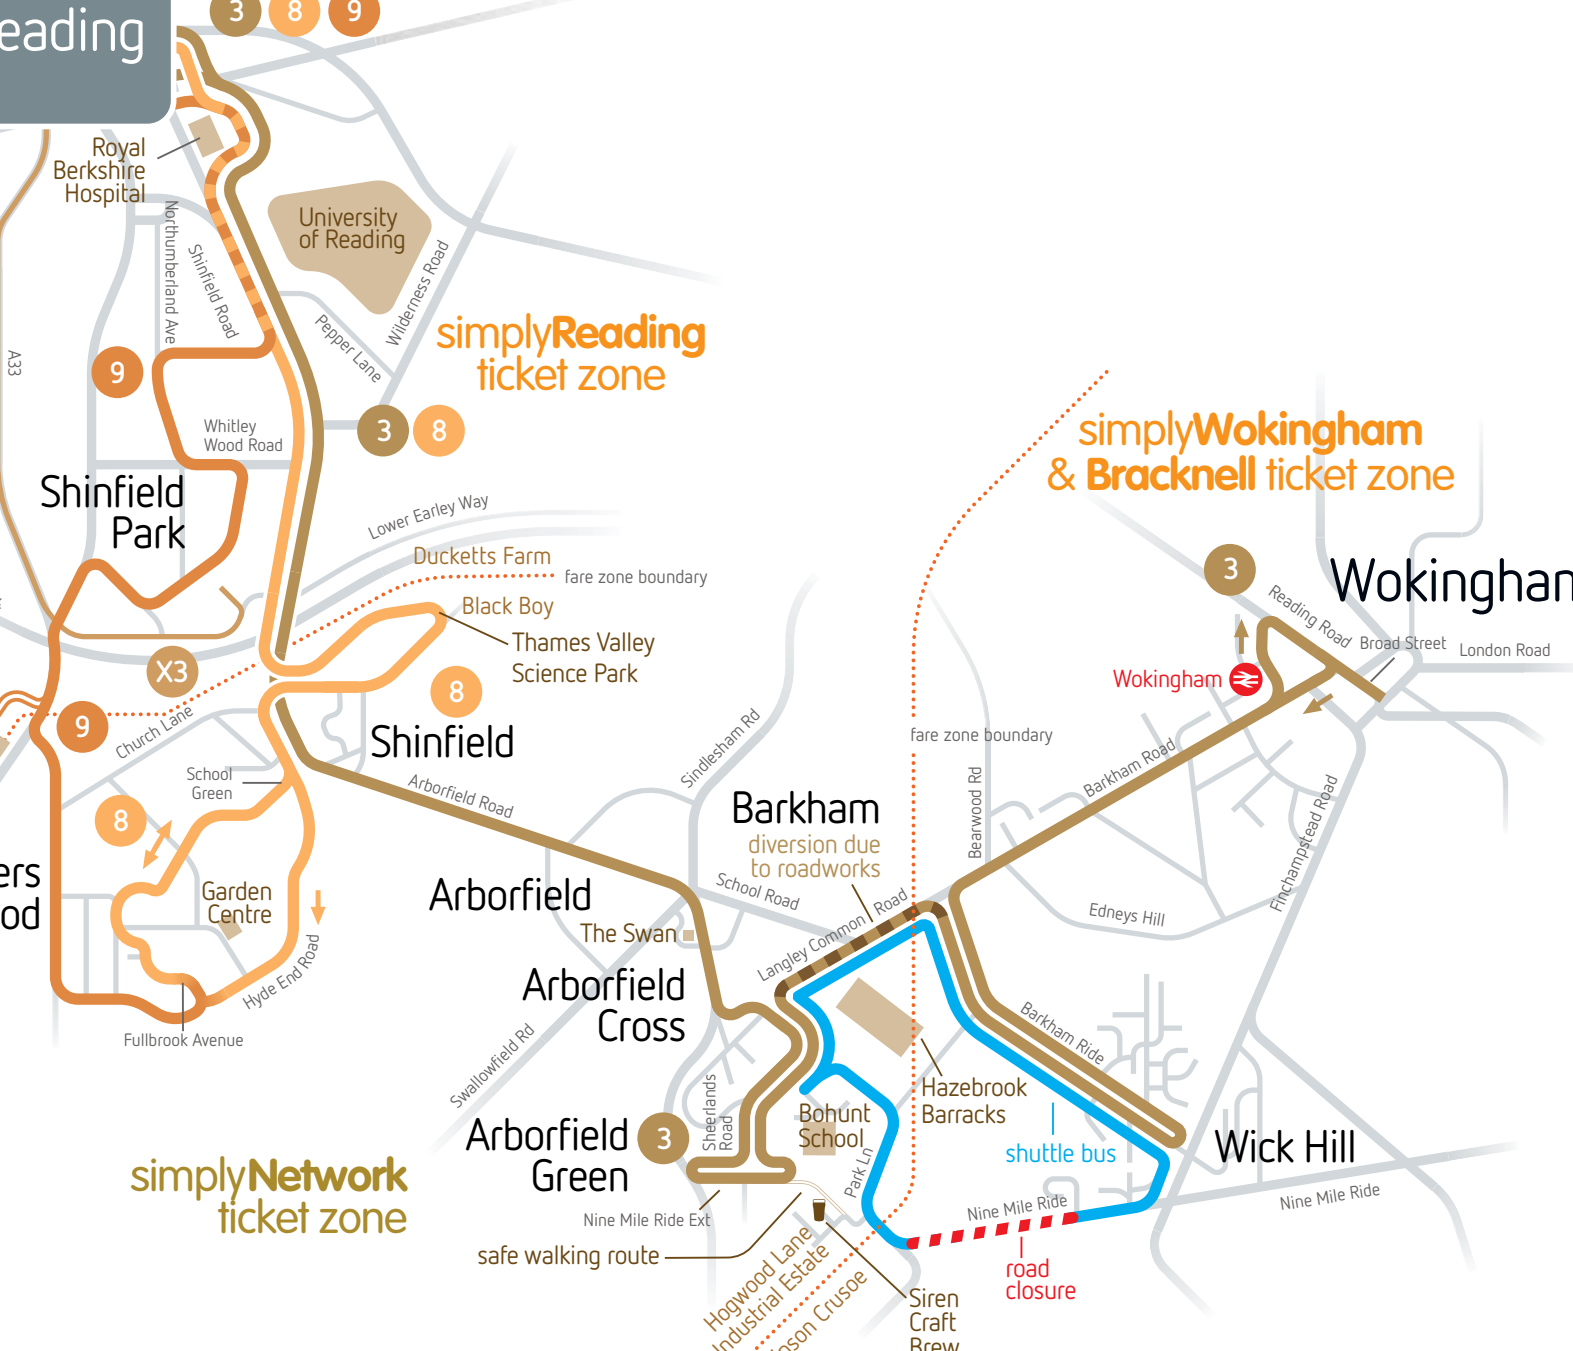 eading
3
8
9
Royal
Berkshire
Hospital
University
of Reading
Northumberland Ave
Shinfield Road
Wilderness Road
Pepper Lane
A33
simplyReading
ticket zone
9
3
8
Whitley
Wood Road
simplyWokingham
& Bracknell ticket zone
Shinfield
Park
Lower Earley Way
Ducketts Farm
fare zone boundary
Black Boy
Thames Valley
Science Park
3
Reading Road
Wokingham
Broad Street
London Road
Wokingham
X3
8
9
Church Lane
Shinfield
School
Green
Arborfield Road
Sindlesham Rd
fare zone boundary
Bearwood Rd
Barkham Road
Finchampstead Road
8
Barkham
diversion due
to roadworks
ers
od
Garden
Centre
Arborfield
School Road
Langley Common Road
Edneys Hill
The Swan
Hyde End Road
Arborfield
Cross
Fullbrook Avenue
Swallowfield Rd
Barkham Ride
Sheerlands
Road
Hazebrook
Barracks
Bohunt
School
Arborfield
Green
3
shuttle bus
Wick Hill
Park Ln
simplyNetwork
ticket zone
Nine Mile Ride Ext
Nine Mile Ride
Nine Mile Ride
safe walking route
road
closure
Hogwood Lane
Industrial Estate
nson Crusoe
Siren
Craft
Brew